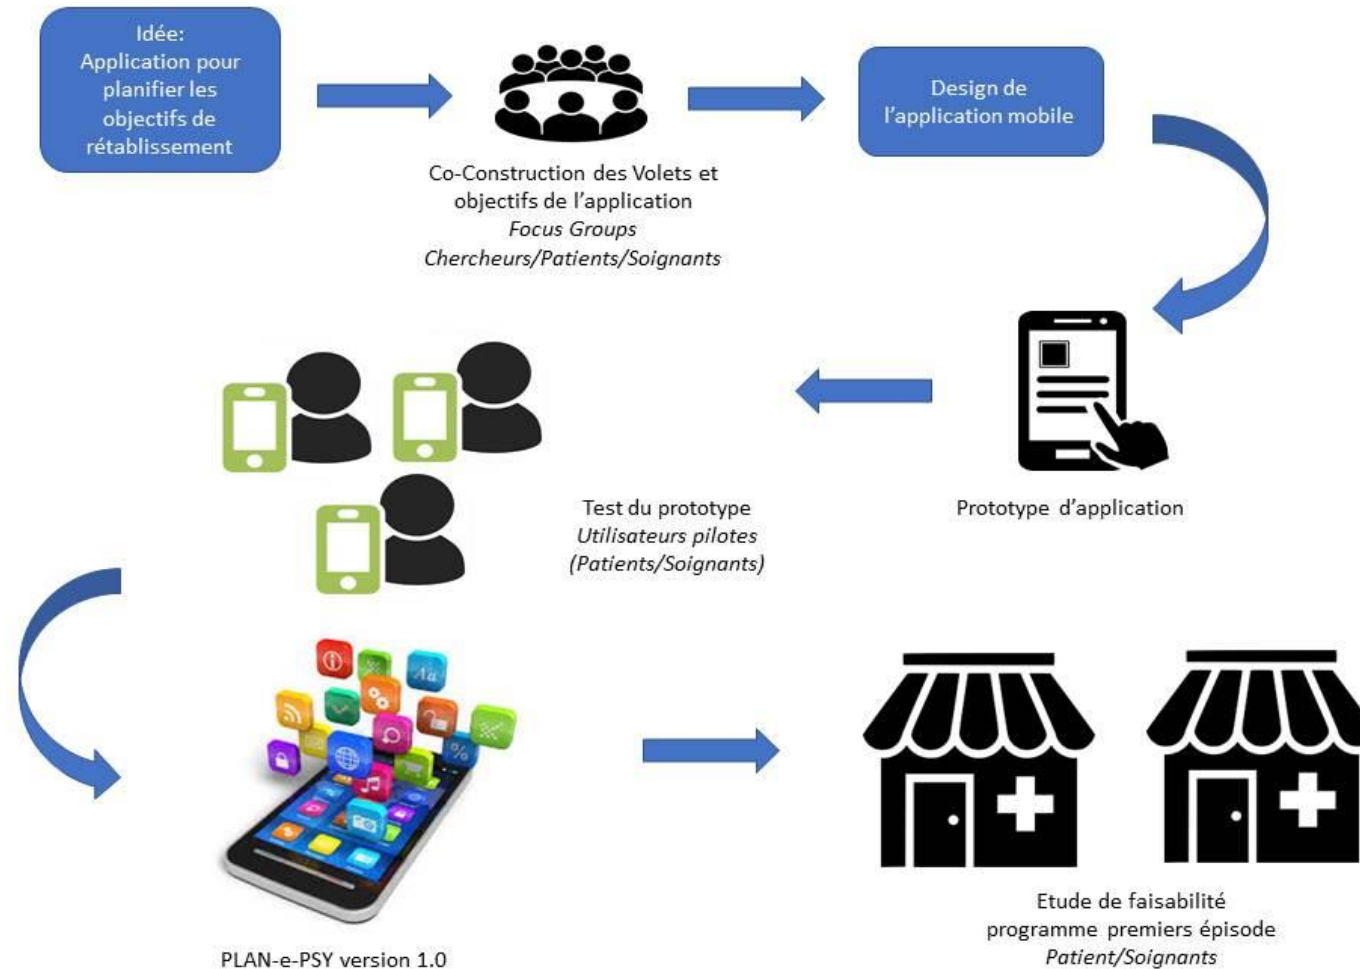 Idée:
Application pour
planifier les
objectifs de
rétablissement
Co-Construction des Volets et
objectifs de l'application
Focus Groups
Chercheurs/Patients/Soignants
Design de
l'application mobile
Prototype d'application
Test du prototype
Utilisateurs pilotes
(Patients/Soignants)
Aa
%
PLAN-e-PSY version 1.0
Etude de faisabilité
programme premiers épisode
Patient/Soignants